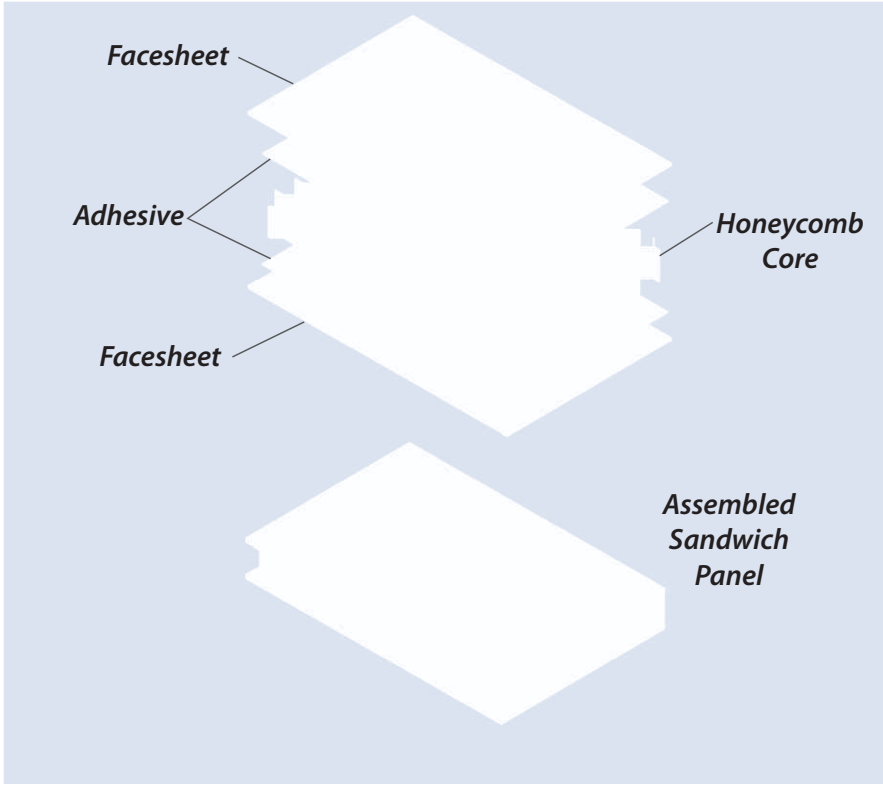 Facesheet
Adhesive
Honeycomb
Core
Facesheet
Assembled
Sandwich
Panel